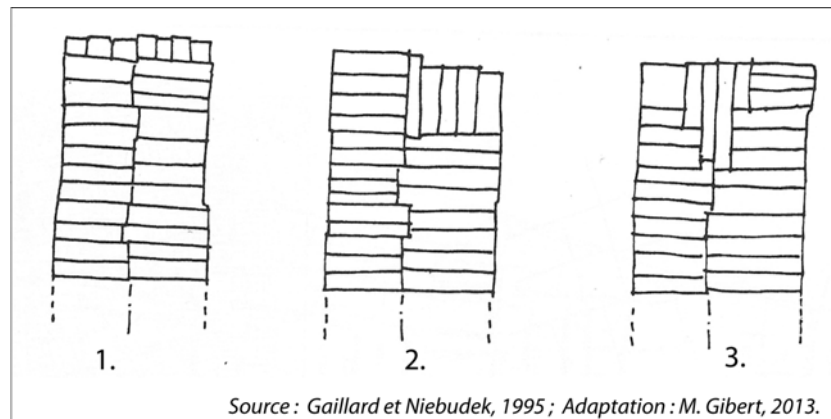 1.
2.
3.
Source : Gaillard et Niebudek, 1995 ; Adaptation : M. Gibert, 2013.